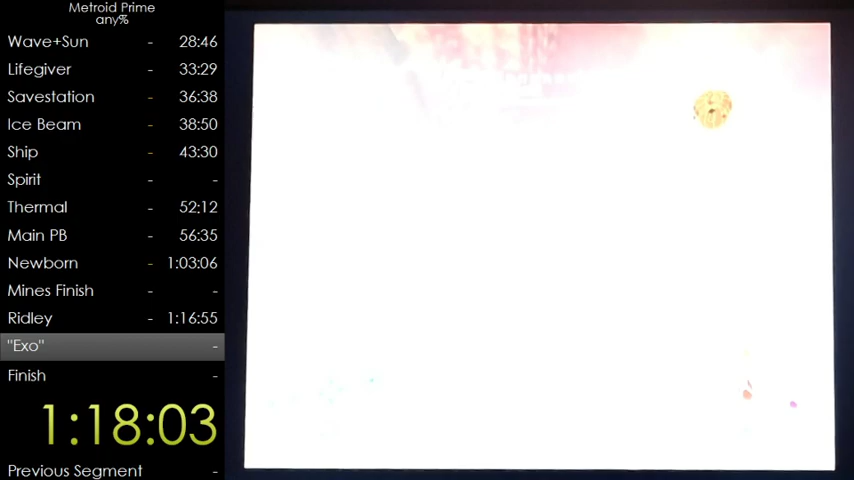 Metroid Prime
any%
Wave+Sun - 28:46
Lifegiver - 33:29
Savestation - 36:38
Ice Beam - 38:50
Ship - 43:30
Spirit - -
Thermal - 52:12
Main PB - 56:35
Newborn - 1:03:06
Mines Finish - -
Ridley - 1:16:55
"Exo" -
Finish -
1:18:03
Previous Segment -